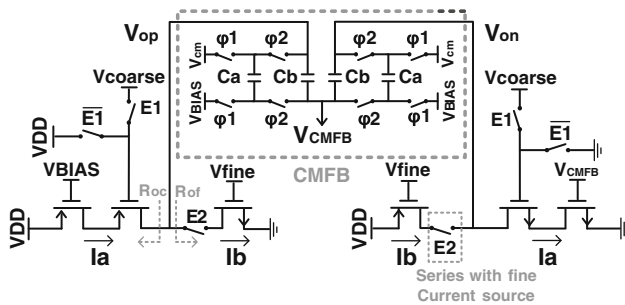 Vop φ1 φ2 φ2 φ1 Von
Vcm Ca Cb Cb Ca Vcm
Vcoarse Vcoarse
VBIAS φ1 φ2 φ2 φ1 VBIAS
E1 E1 E1 E1
VCMFB
VDD
CMFB
VBIAS Roc Rof Vfine Vfine VCMFB
VDD E2 VDD E2
Ia Ib Ib Ia
Series with fine
Current source